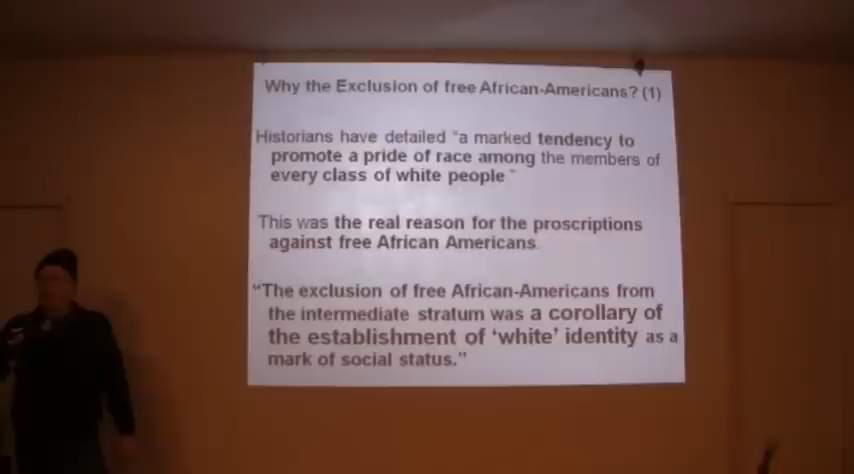 Why the Exclusion of free African-Americans? (1)
Historians have detailed "a marked tendency to
promote a pride of race among the members of
every class of white people "
This was the real reason for the proscriptions
against free African Americans
"The exclusion of free African-Americans from
the intermediate stratum was a corollary of
the establishment of 'white' identity as a
mark of social status."